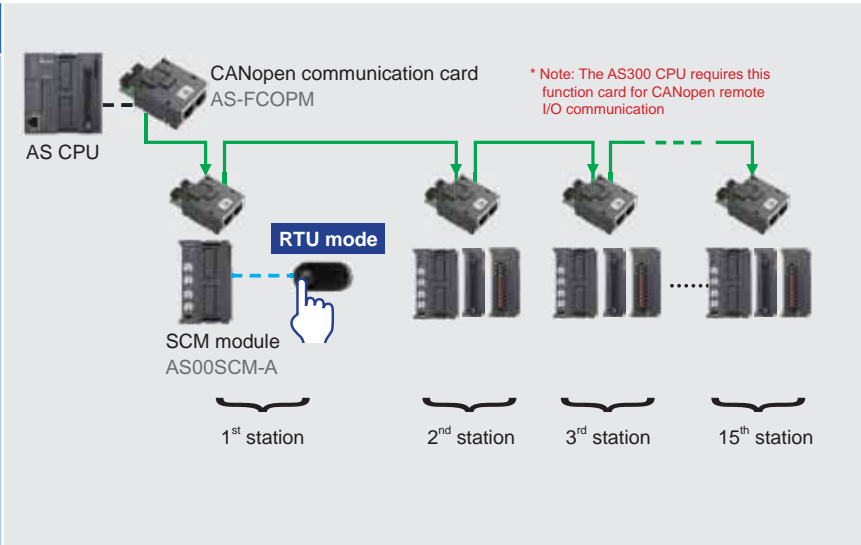 CANopen communication card
AS-FCOPM
* Note: The AS300 CPU requires this
function card for CANopen remote
I/O communication
AS CPU
RTU mode
SCM module
AS00SCM-A
1st station
2nd station
3rd station
15th station